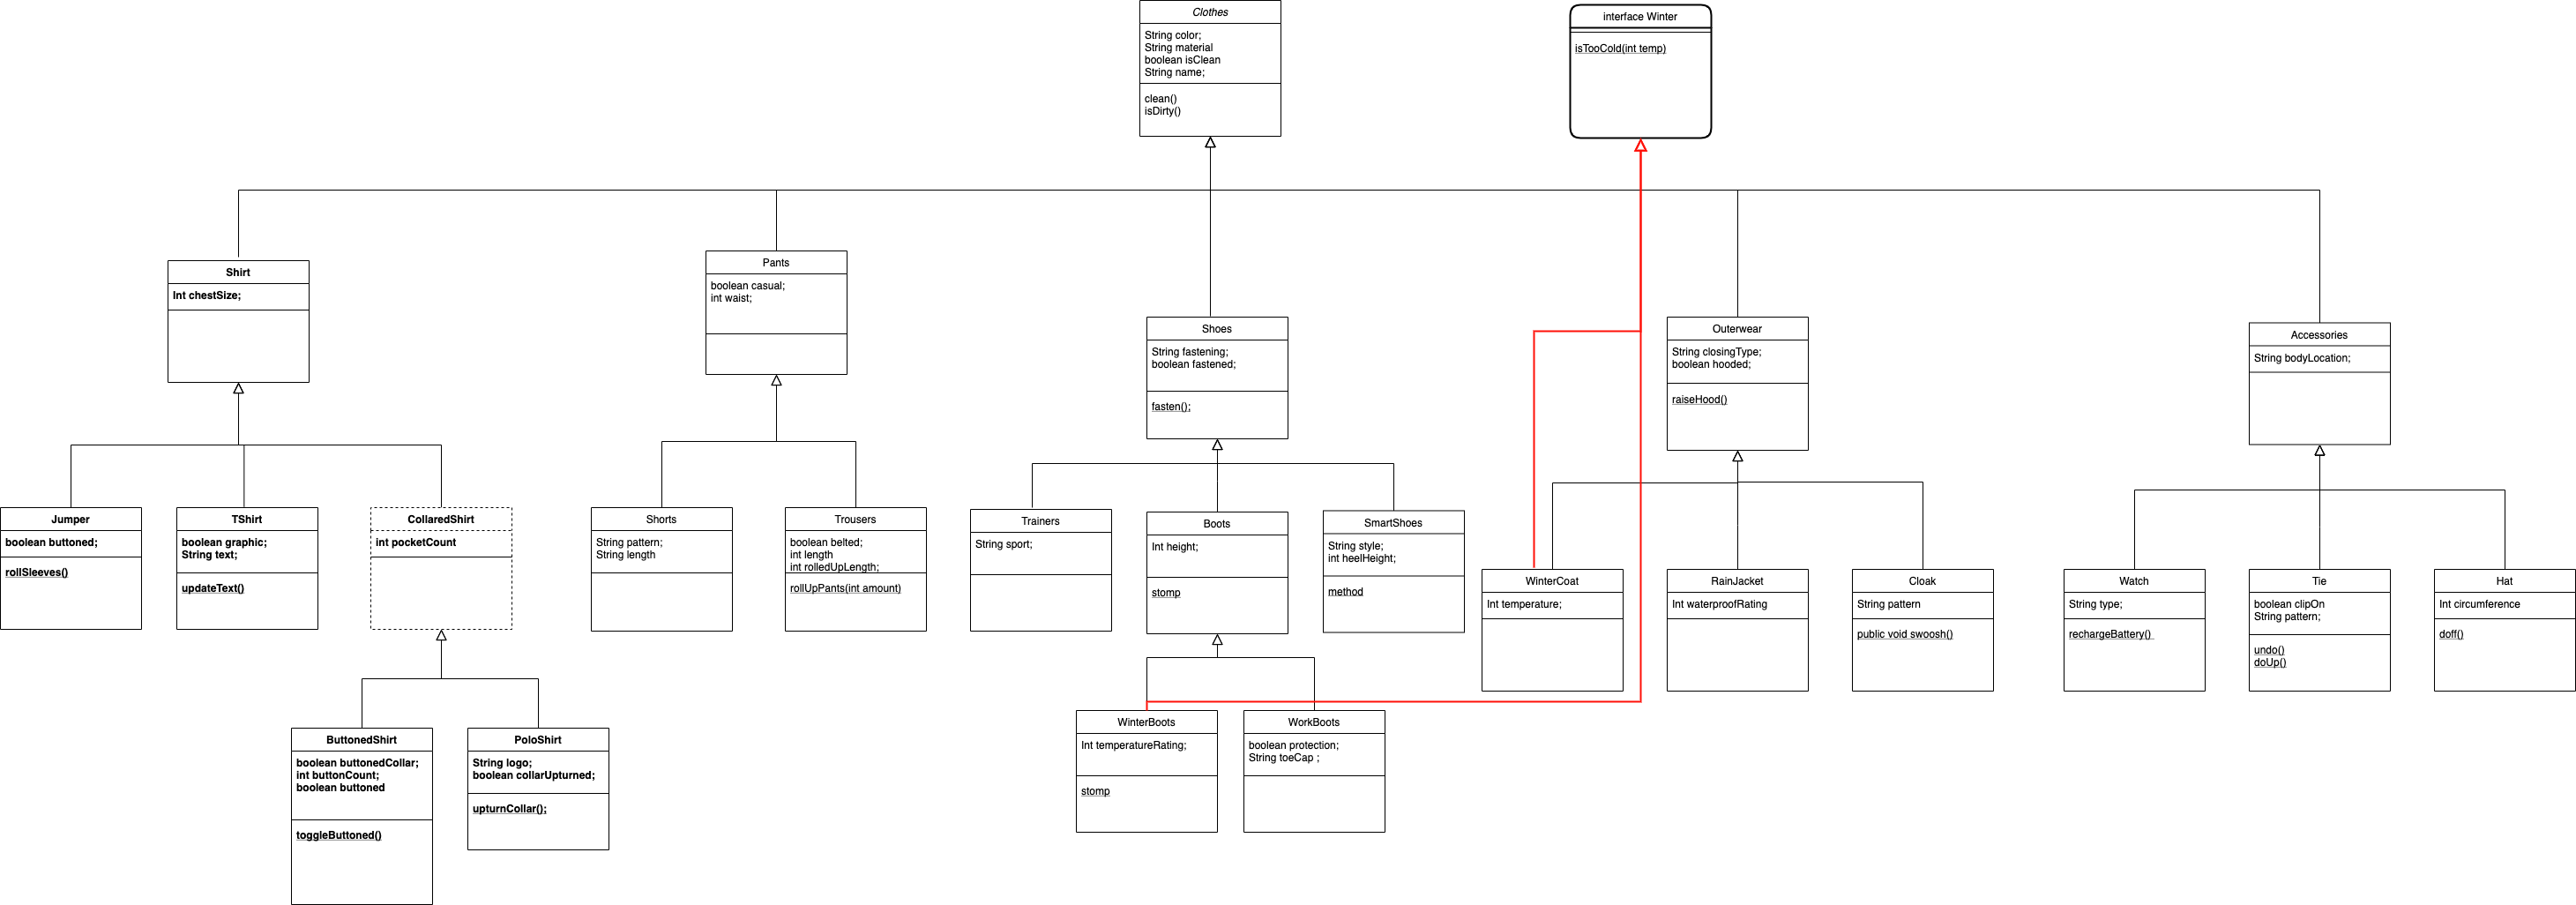 Clothes
String color;
String material
boolean isClean
String name;
clean()
isDirty()
interface Winter
isTooCold(int temp)
Shirt
Int chestSize;
Pants
boolean casual;
int waist;
Shoes
String fastening;
boolean fastened;
fasten();
Outerwear
String closingType;
boolean hooded;
raiseHood()
Accessories
String bodyLocation;
Jumper
boolean buttoned;
rollSleeves()
TShirt
boolean graphic;
String text;
updateText()
CollaredShirt
int pocketCount
Shorts
String pattern;
String length
Trousers
boolean belted;
int length
int rolledUpLength;
rollUpPants(int amount)
Trainers
String sport;
Boots
Int height;
stomp
SmartShoes
String style;
int heelHeight;
method
WinterCoat
Int temperature;
RainJacket
Int waterproofRating
Cloak
String pattern
public void swoosh()
Watch
String type;
rechargeBattery()
Tie
boolean clipOn
String pattern;
undo()
doUp()
Hat
Int circumference
doff()
ButtonedShirt
boolean buttonedCollar;
int buttonCount;
boolean buttoned
toggleButtoned()
PoloShirt
String logo;
boolean collarUpturned;
upturnCollar();
WinterBoots
Int temperatureRating;
stomp
WorkBoots
boolean protection;
String toeCap ;